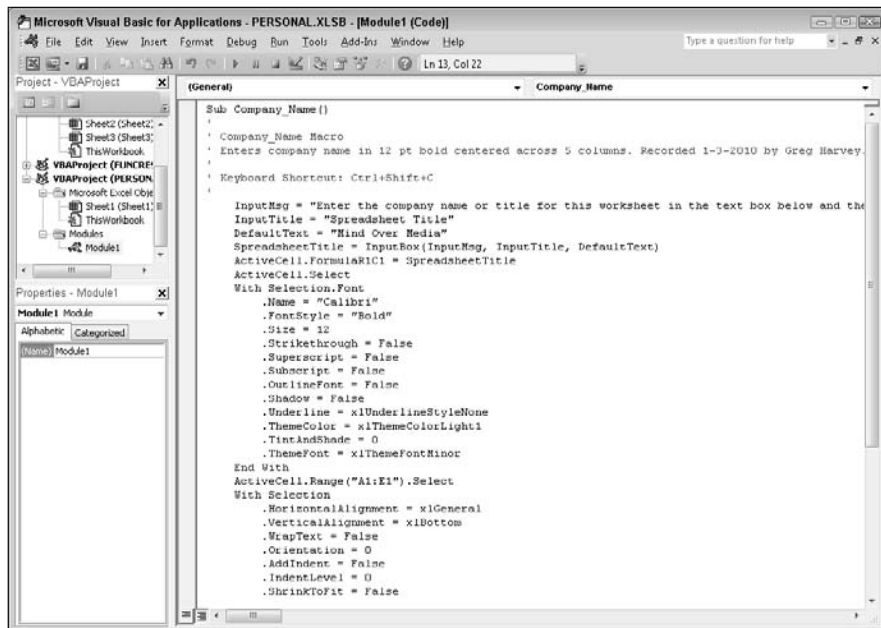 Microsoft Visual Basic for Applications - PERSONAL.XLSB - [Module1 (Code)]
File Edit View Insert Format Debug Run Tools Add-Ins Window Help
Type a question for help
Ln 13, Col 22
Project - VBAProject
Sheet2 (Sheet2)
Sheet3 (Sheet3)
ThisWorkbook
VBAProject (FUNCRE
VBAProject (PERSON
Microsoft Excel Obje
Sheet1 (Sheet1)
ThisWorkbook
Modules
Module1
Properties - Module1
Module1 Module
Alphabetic Categorized
(Name) Module1
(General) Company_Name
Sub Company_Name()
'
' Company_Name Macro
' Enters company name in 12 pt bold centered across 5 columns. Recorded 1-3-2010 by Greg Harvey.
'
' Keyboard Shortcut: Ctrl+Shift+C
'
InputMsg = "Enter the company name or title for this worksheet in the text box below and the
InputTitle = "Spreadsheet Title"
DefaultText = "Mind Over Media"
SpreadsheetTitle = InputBox(InputMsg, InputTitle, DefaultText)
ActiveCell.FormulaR1C1 = SpreadsheetTitle
ActiveCell.Select
With Selection.Font
.Name = "Calibri"
.FontStyle = "Bold"
.Size = 12
.Strikethrough = False
.Superscript = False
.Subscript = False
.OutlineFont = False
.Shadow = False
.Underline = xlUnderlineStyleNone
.ThemeColor = xlThemeColorLight1
.TintAndShade = 0
.ThemeFont = xlThemeFontMinor
End With
ActiveCell.Range("A1:E1").Select
With Selection
.HorizontalAlignment = xlGeneral
.VerticalAlignment = xlBottom
.WrapText = False
.Orientation = 0
.AddIndent = False
.IndentLevel = 0
.ShrinkToFit = False